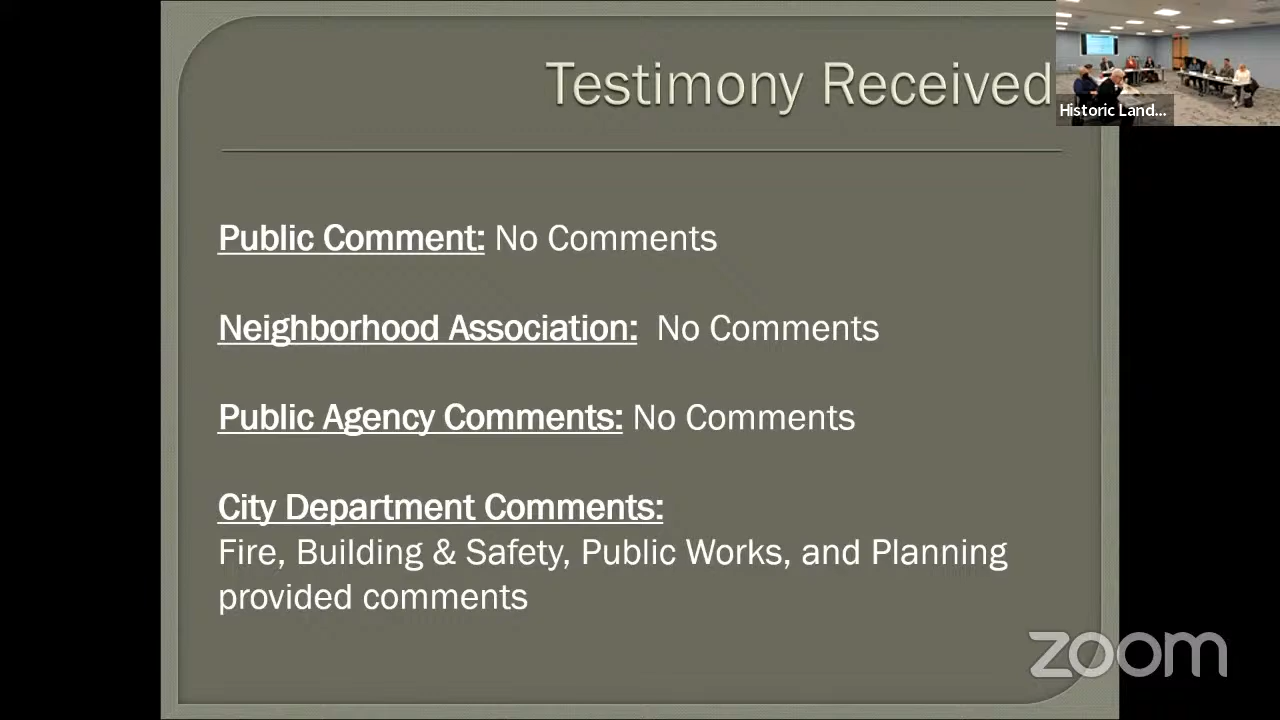 Testimony Received
Historic Land...
Public Comment: No Comments
Neighborhood Association: No Comments
Public Agency Comments: No Comments
City Department Comments:
Fire, Building & Safety, Public Works, and Planning
provided comments
zoom